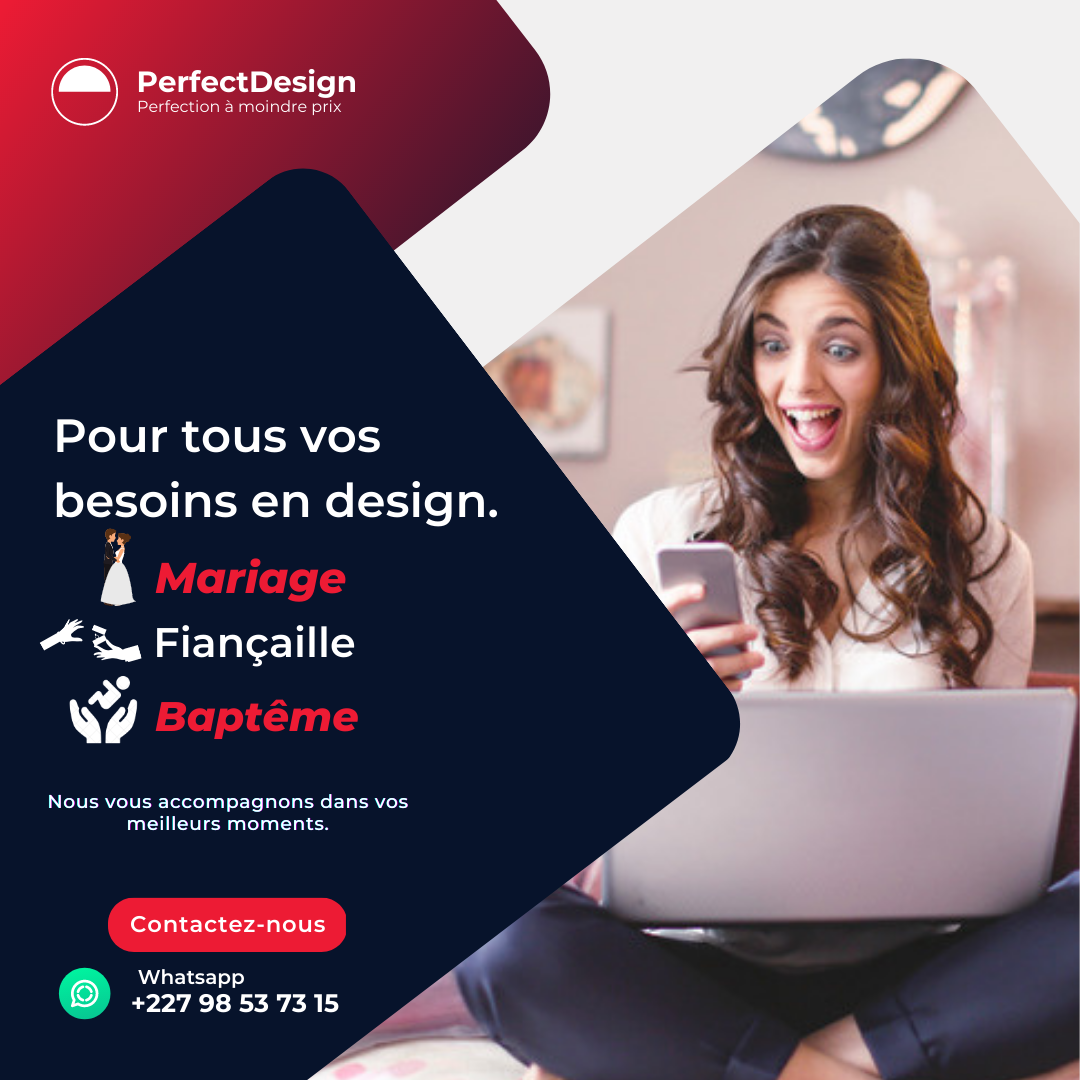 PerfectDesign
Perfection à moindre prix
Pour tous vos
besoins en design.
Mariage
Fiançaille
Baptême
Nous vous accompagnons dans vos
meilleurs moments.
Contactez-nous
Whatsapp
+227 98 53 73 15